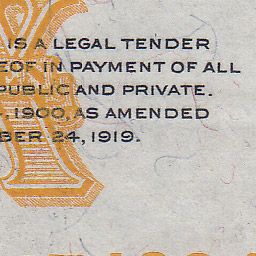 IS A LEGAL TENDER
EOF IN PAYMENT OF ALL
PUBLIC AND PRIVATE.
, 1900, AS AMENDED
BER 24, 1919.